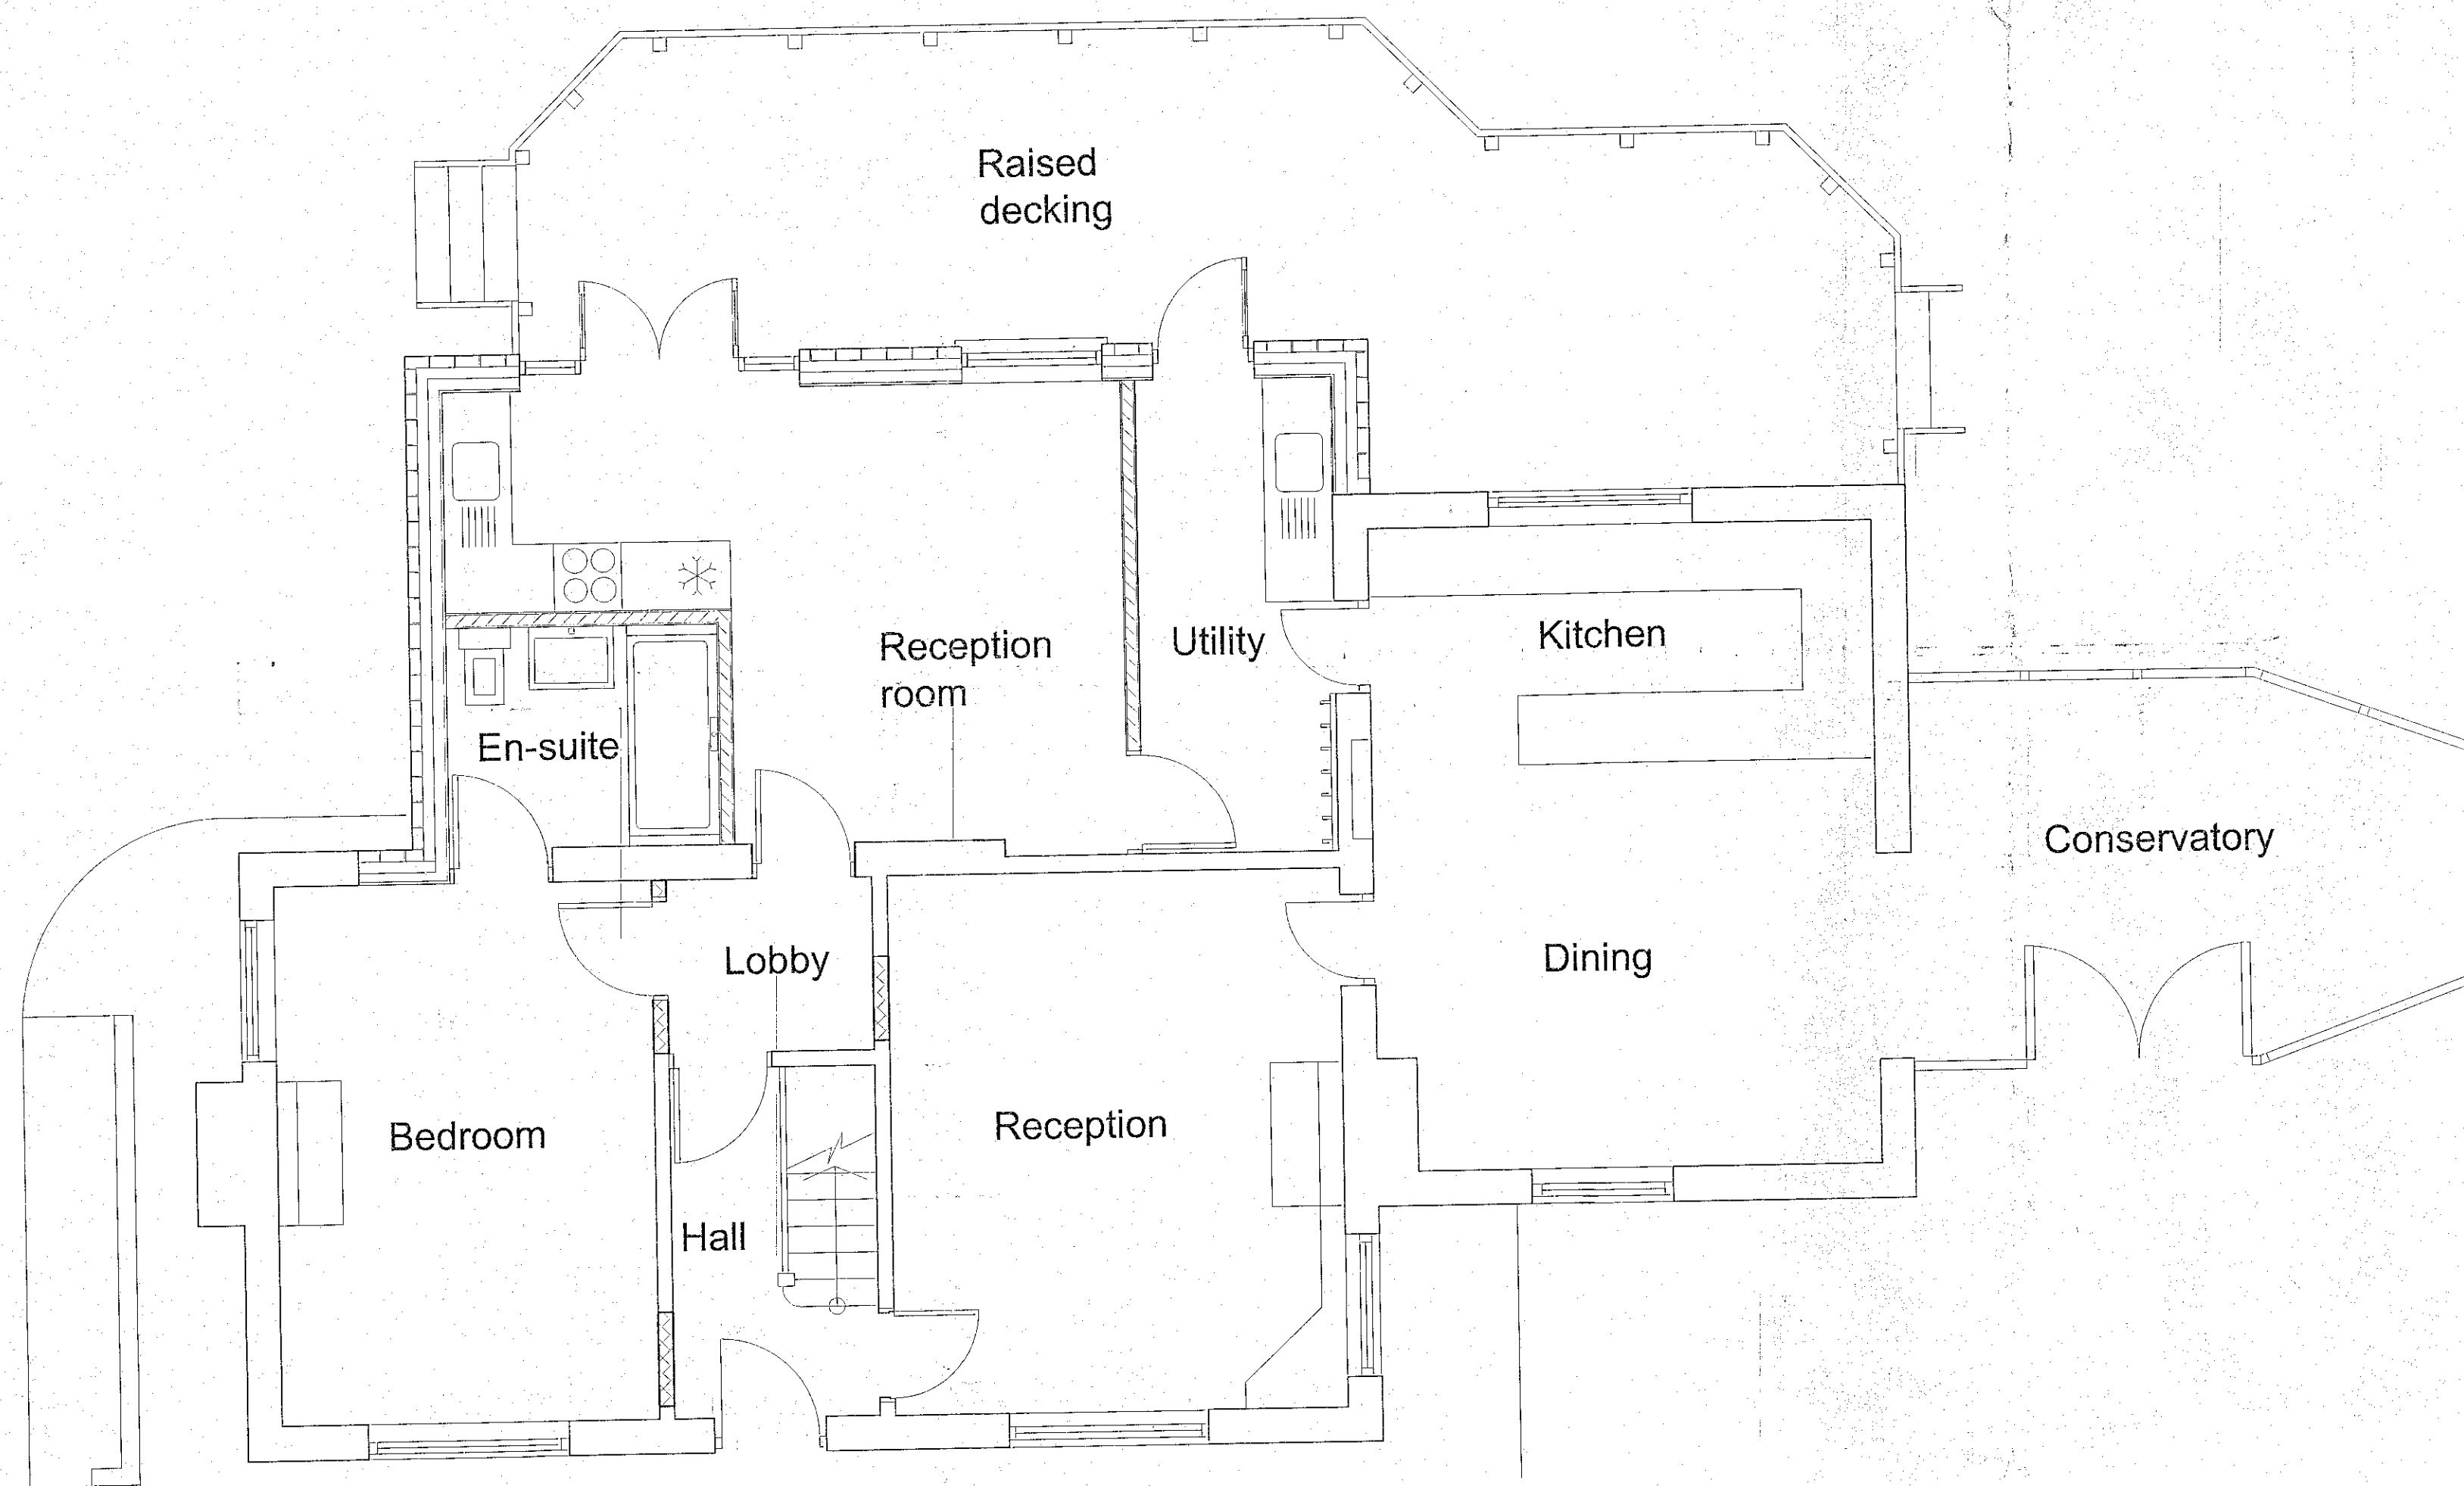 Raised
decking
Reception
room
Utility
Kitchen
En-suite
Conservatory
Lobby
Dining
Bedroom
Reception
Hall